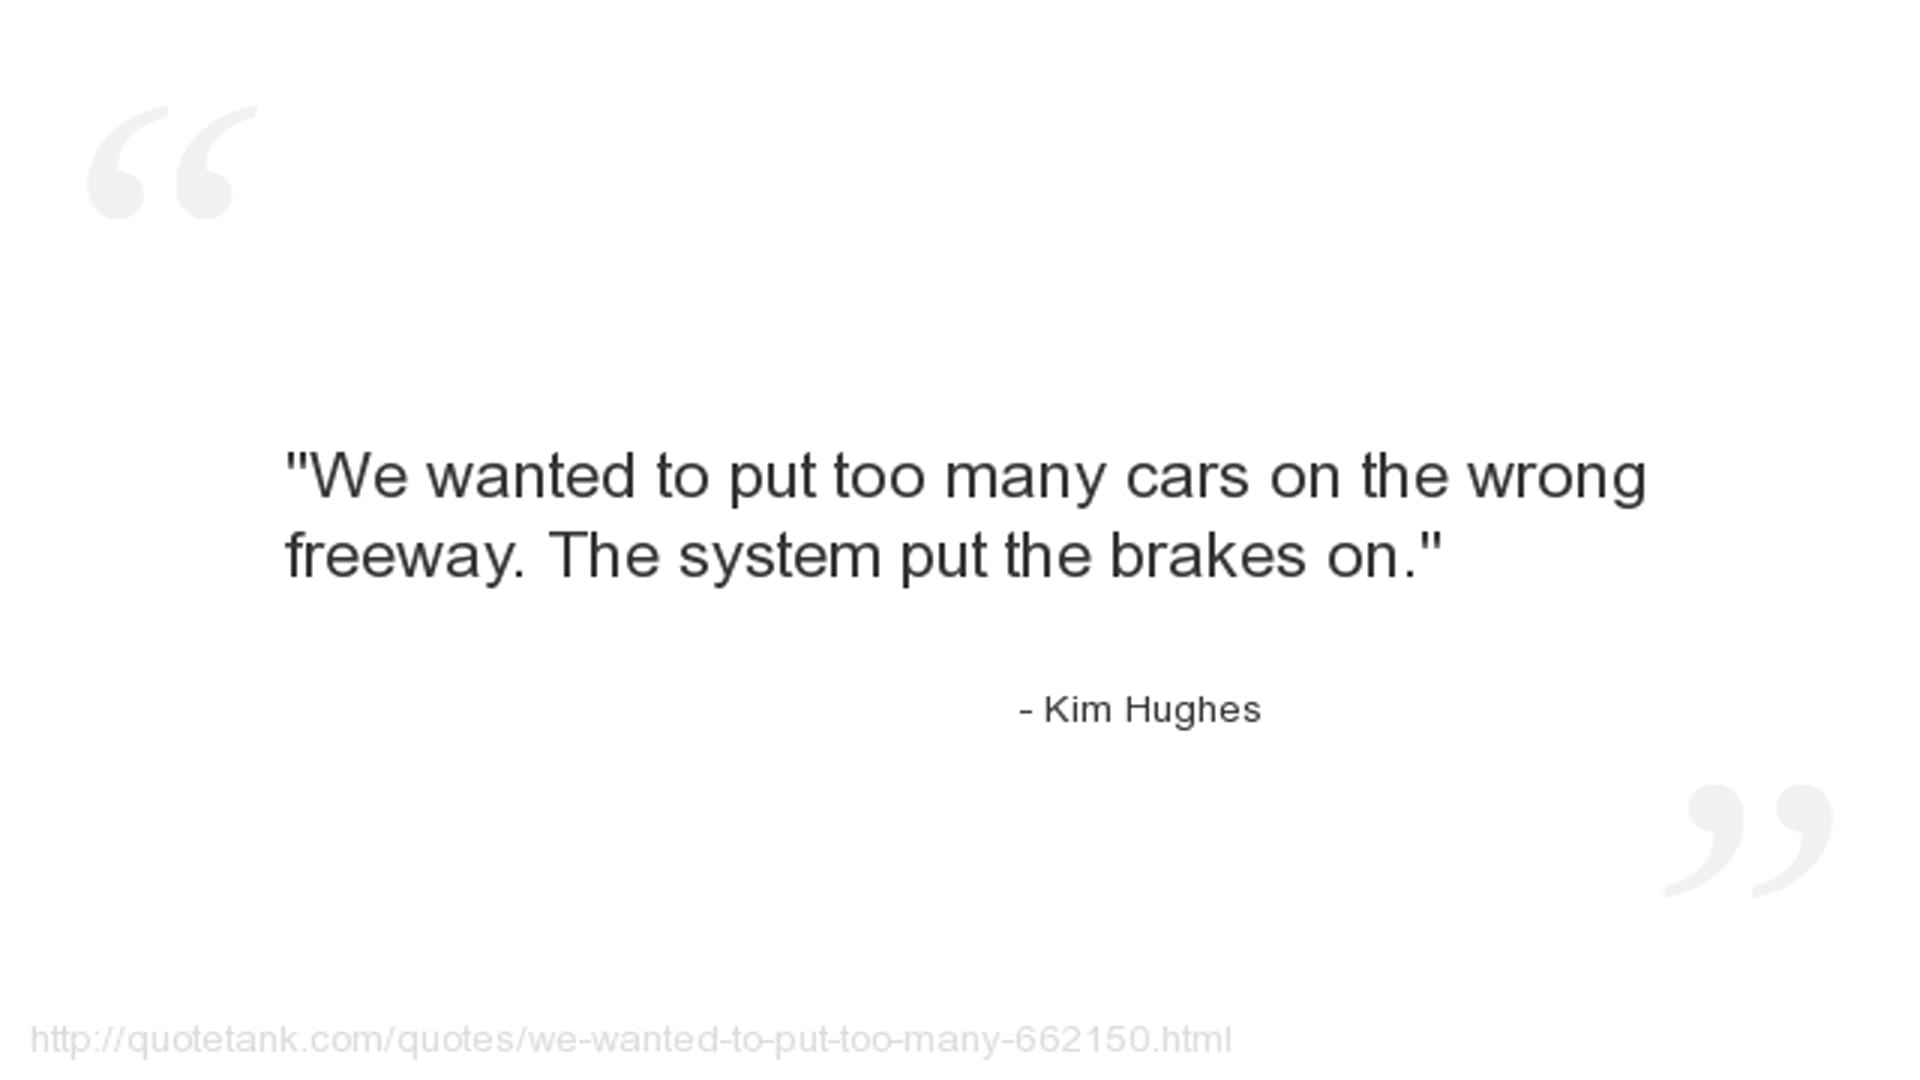 "We wanted to put too many cars on the wrong
freeway. The system put the brakes on."
- Kim Hughes
http://quotetank.com/quotes/we-wanted-to-put-too-many-662150.html